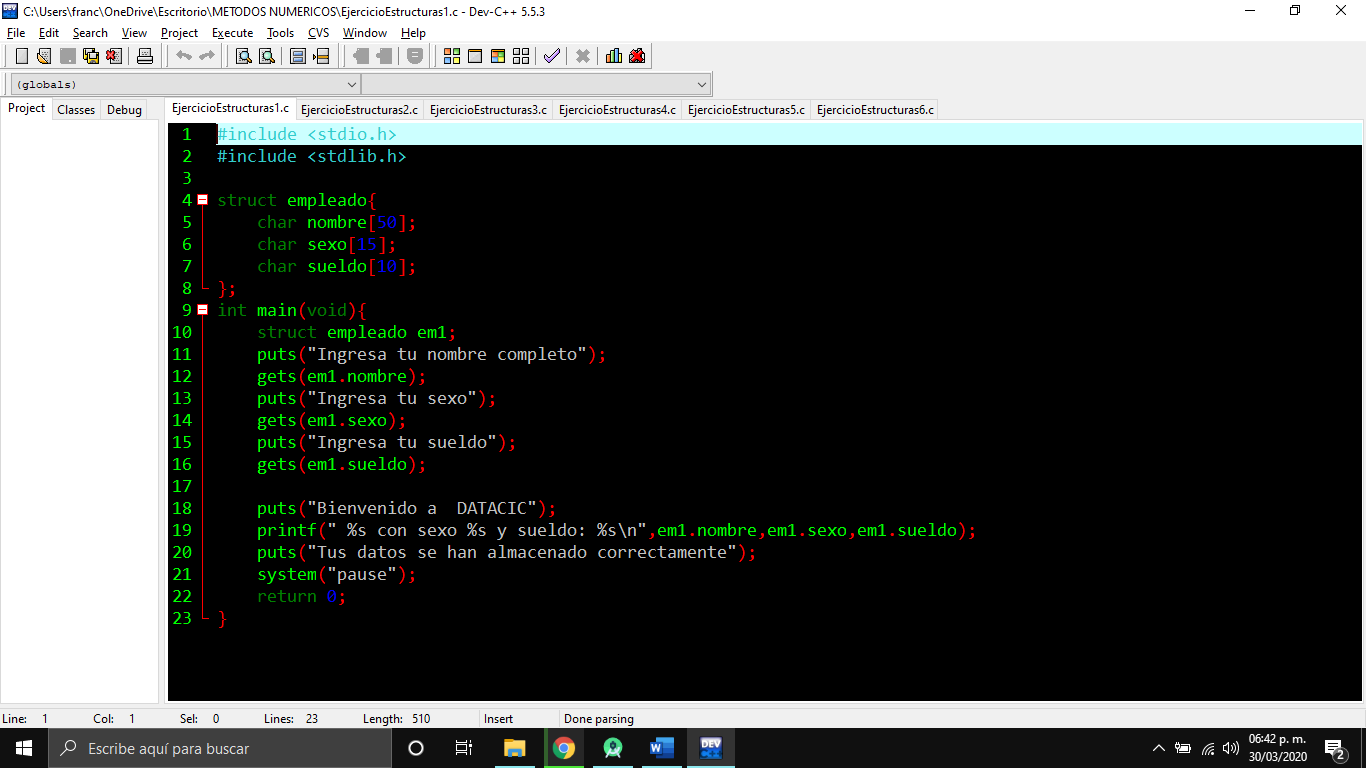 C:\Users\franc\OneDrive\Escritorio\METODOS NUMERICOS\EjercicioEstructuras1.c - Dev-C++ 5.5.3
File Edit Search View Project Execute Tools CVS Window Help
(globals)
Project Classes Debug
EjercicioEstructuras1.c EjercicioEstructuras2.c EjercicioEstructuras3.c EjercicioEstructuras4.c EjercicioEstructuras5.c EjercicioEstructuras6.c
1 #include <stdio.h>
2 #include <stdlib.h>
3
4 struct empleado{
5 char nombre[50];
6 char sexo[15];
7 char sueldo[10];
8 };
9 int main(void){
10 struct empleado em1;
11 puts("Ingresa tu nombre completo");
12 gets(em1.nombre);
13 puts("Ingresa tu sexo");
14 gets(em1.sexo);
15 puts("Ingresa tu sueldo");
16 gets(em1.sueldo);
17
18 puts("Bienvenido a  DATACIC");
19 printf(" %s con sexo %s y sueldo: %s\n",em1.nombre,em1.sexo,em1.sueldo);
20 puts("Tus datos se han almacenado correctamente");
21 system("pause");
22 return 0;
23 }
Line: 1 Col: 1 Sel: 0 Lines: 23 Length: 510 Insert Done parsing
Escribe aquí para buscar
DEV C++
06:42 p. m.
30/03/2020
2